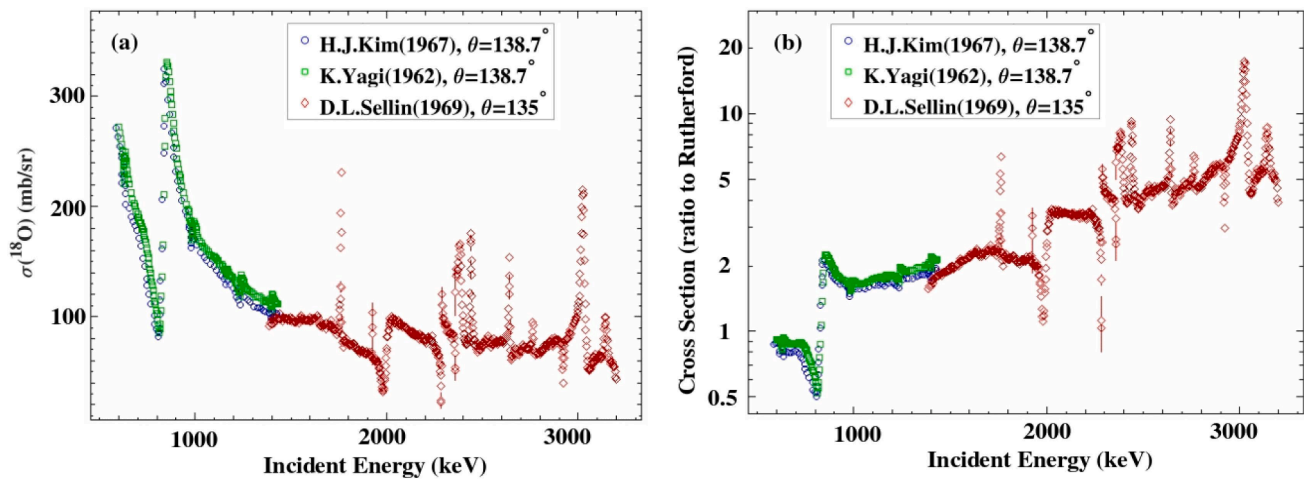 (a)
H.J.Kim(1967), θ=138.7°
K.Yagi(1962), θ=138.7°
D.L.Sellin(1969), θ=135°
σ(¹⁸O) (mb/sr)
300
200
100
1000 2000 3000
Incident Energy (keV)
(b)
H.J.Kim(1967), θ=138.7°
K.Yagi(1962), θ=138.7°
D.L.Sellin(1969), θ=135°
Cross Section (ratio to Rutherford)
20
10
5
2
1
0.5
1000 2000 3000
Incident Energy (keV)